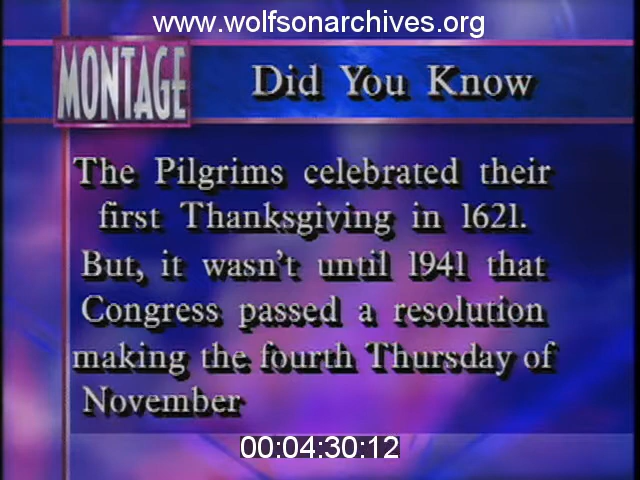 www.wolfsonarchives.org
MONTAGE
Did You Know
The Pilgrims celebrated their
first Thanksgiving in 1621.
But, it wasn't until 1941 that
Congress passed a resolution
making the fourth Thursday of
November
00:04:30:12